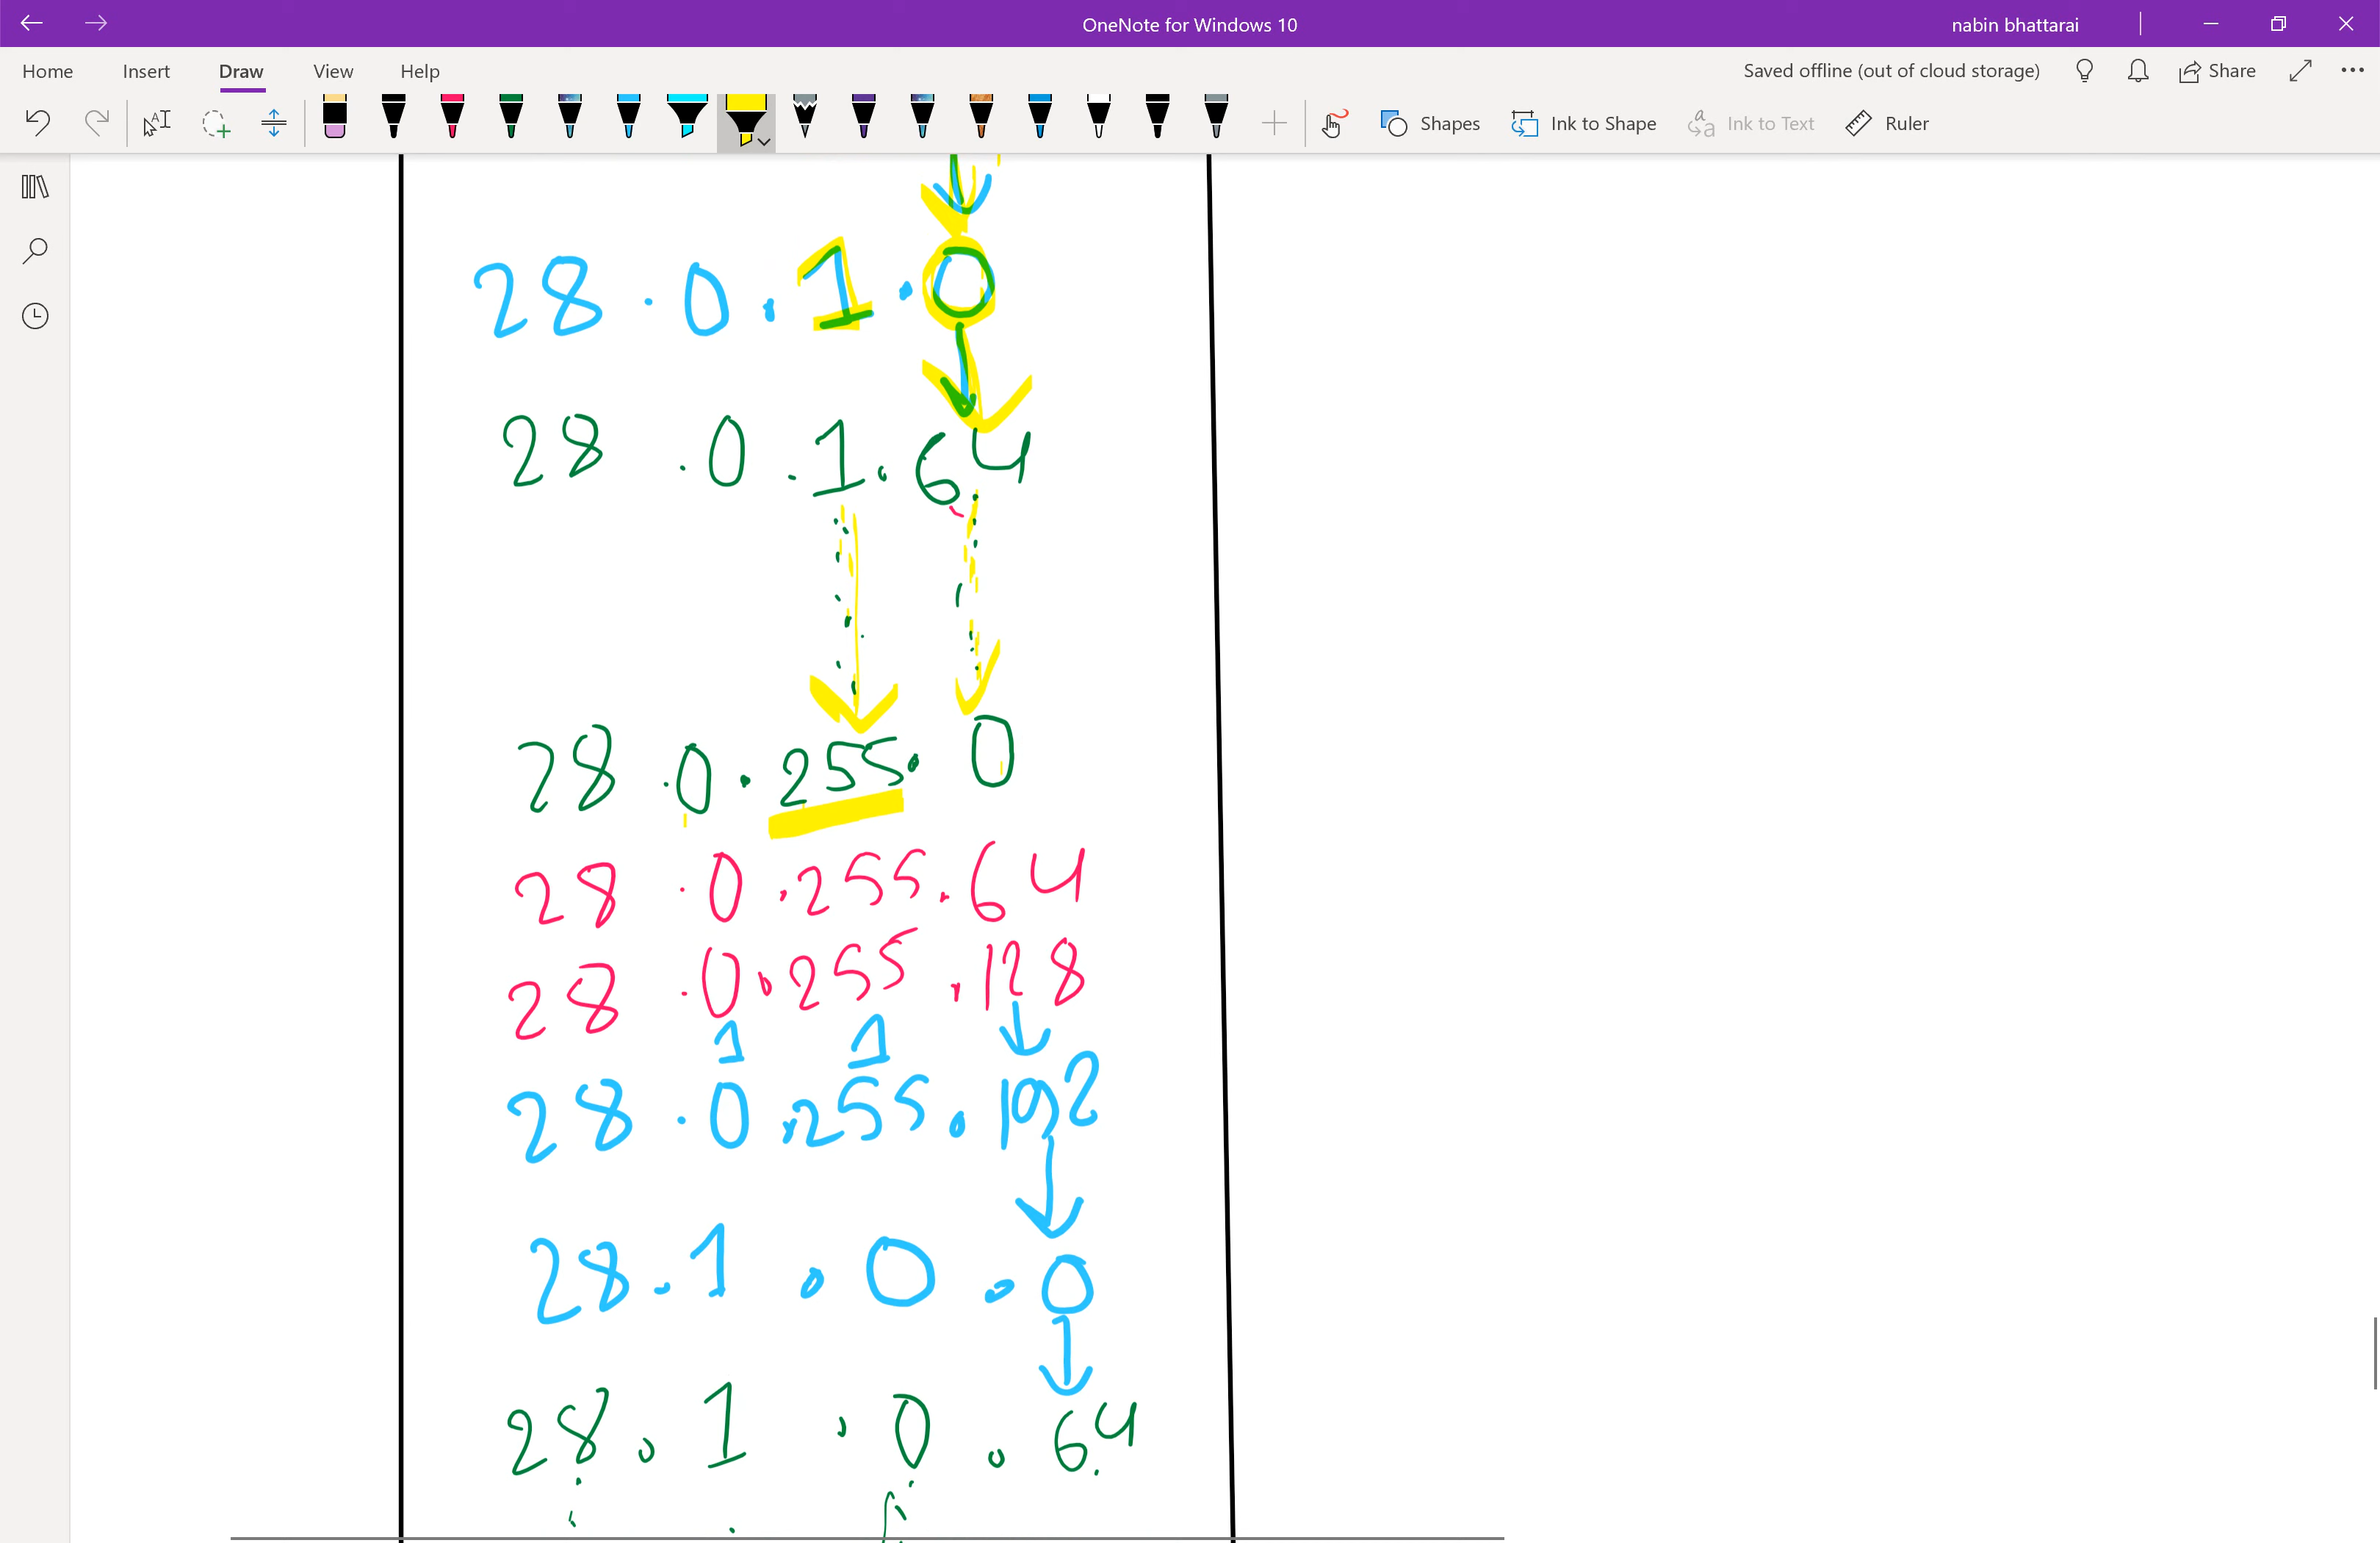 OneNote for Windows 10
nabin bhattarai
Home Insert Draw View Help
Saved offline (out of cloud storage)
Share
Shapes Ink to Shape Ink to Text Ruler
28.0.1.0
28.0.1.64
28.0.255.0
28.0.255.64
28.0.255.128
1 1
28.0.255.192
28.1.0.0
28.1.0.64